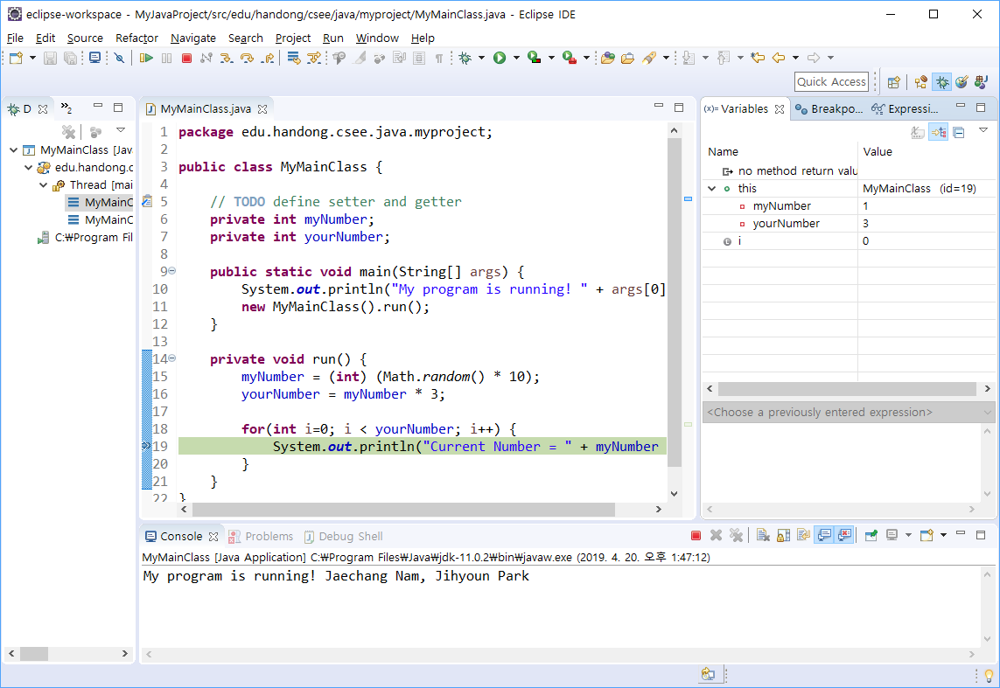 eclipse-workspace - MyJavaProject/src/edu/handong/csee/java/myproject/MyMainClass.java - Eclipse IDE
File Edit Source Refactor Navigate Search Project Run Window Help
Quick Access
D
»2
MyMainClass [Jav
edu.handong.c
Thread [mai
MyMainC
MyMainC
C:₩Program Fil
MyMainClass.java
1 package edu.handong.csee.java.myproject;
2
3 public class MyMainClass {
4
5 // TODO define setter and getter
6 private int myNumber;
7 private int yourNumber;
8
9 public static void main(String[] args) {
10 System.out.println("My program is running! " + args[0]
11 new MyMainClass().run();
12 }
13
14 private void run() {
15 myNumber = (int) (Math.random() * 10);
16 yourNumber = myNumber * 3;
17
18 for(int i=0; i < yourNumber; i++) {
19 System.out.println("Current Number = " + myNumber
20 }
21 }
22 }
(x)= Variables Breakpo... Expressi...
Name Value
no method return valu
this MyMainClass (id=19)
myNumber 1
yourNumber 3
i 0
<Choose a previously entered expression>
Console Problems Debug Shell
MyMainClass [Java Application] C:₩Program Files₩Java₩jdk-11.0.2₩bin₩javaw.exe (2019. 4. 20. 오후 1:47:12)
My program is running! Jaechang Nam, Jihyoun Park